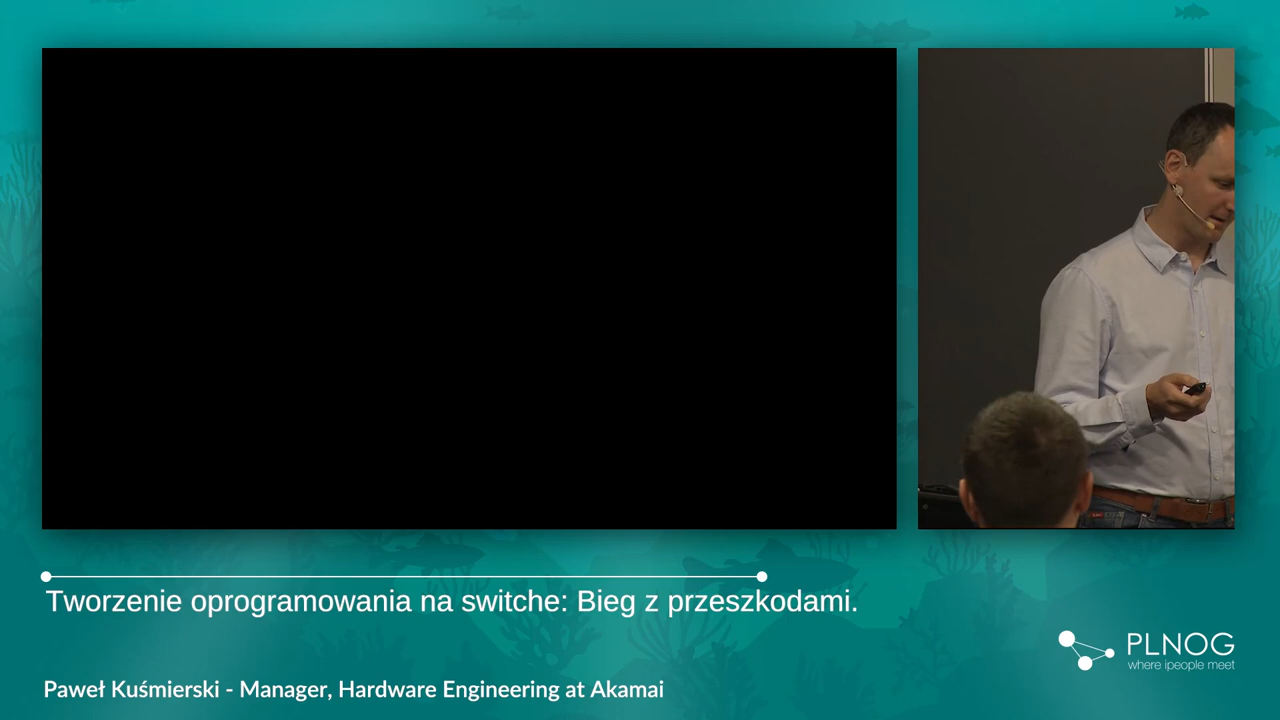 Tworzenie oprogramowania na switche: Bieg z przeszkodami.
PLNOG
where ipeople meet
Paweł Kuśmierski - Manager, Hardware Engineering at Akamai